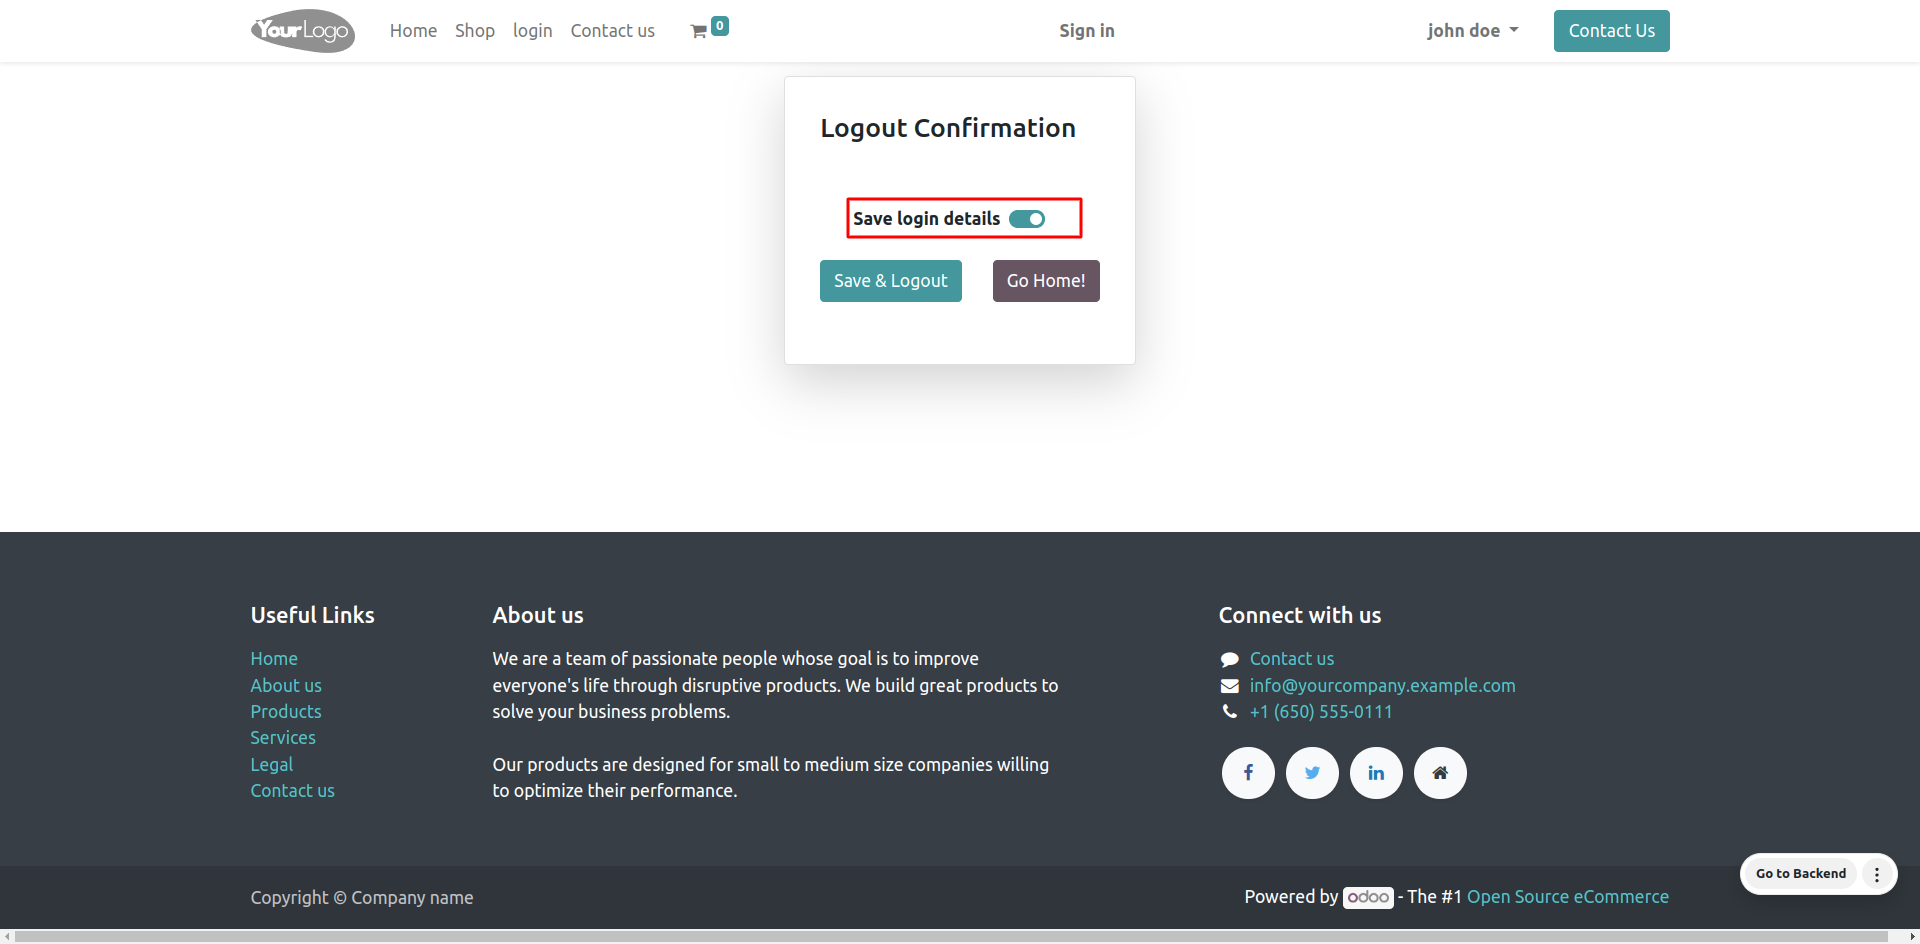 YourLogo Home Shop login Contact us 0 Sign in john doe Contact Us
Logout Confirmation
Save login details
Save & Logout Go Home!
Useful Links
Home
About us
Products
Services
Legal
Contact us
About us
We are a team of passionate people whose goal is to improve
everyone's life through disruptive products. We build great products to
solve your business problems.
Our products are designed for small to medium size companies willing
to optimize their performance.
Connect with us
Contact us
info@yourcompany.example.com
+1 (650) 555-0111
Go to Backend
Copyright © Company name
Powered by odoo - The #1 Open Source eCommerce